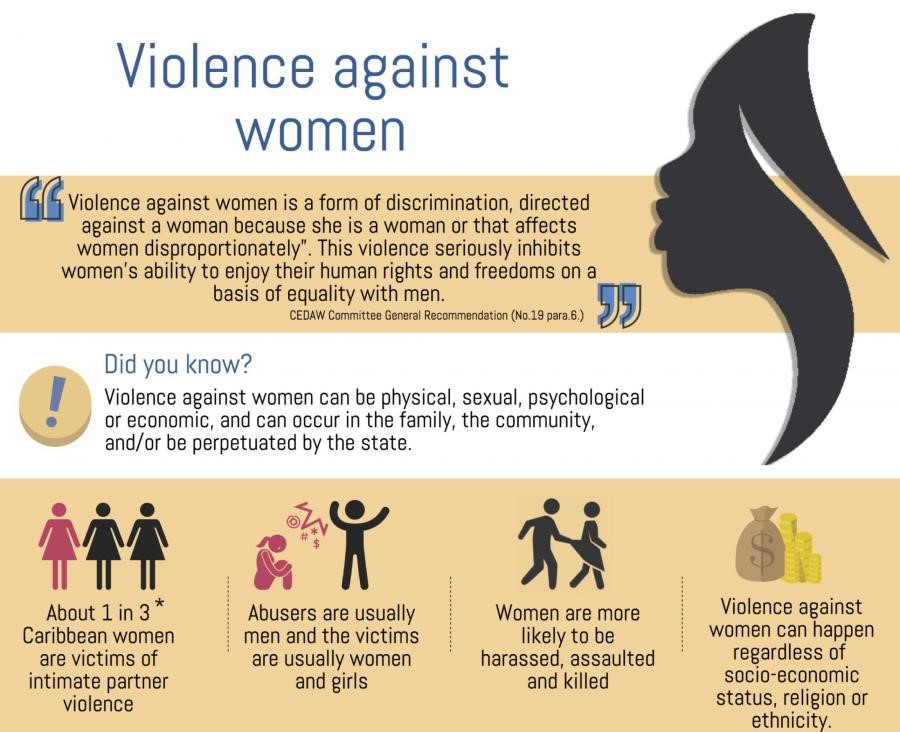 Violence against
women
Violence against women is a form of discrimination, directed
against a woman because she is a woman or that affects
women disproportionately”. This violence seriously inhibits
women's ability to enjoy their human rights and freedoms on a
basis of equality with men.
CEDAW Committee General Recommendation (No.19 para.6.)
Did you know?
Violence against women can be physical, sexual, psychological
or economic, and can occur in the family, the community,
and/or be perpetuated by the state.
About 1 in 3*
Caribbean women
are victims of
intimate partner
violence
Abusers are usually
men and the victims
are usually women
and girls
Women are more
likely to be
harassed, assaulted
and killed
Violence against
women can happen
regardless of
socio-economic
status, religion or
ethnicity.